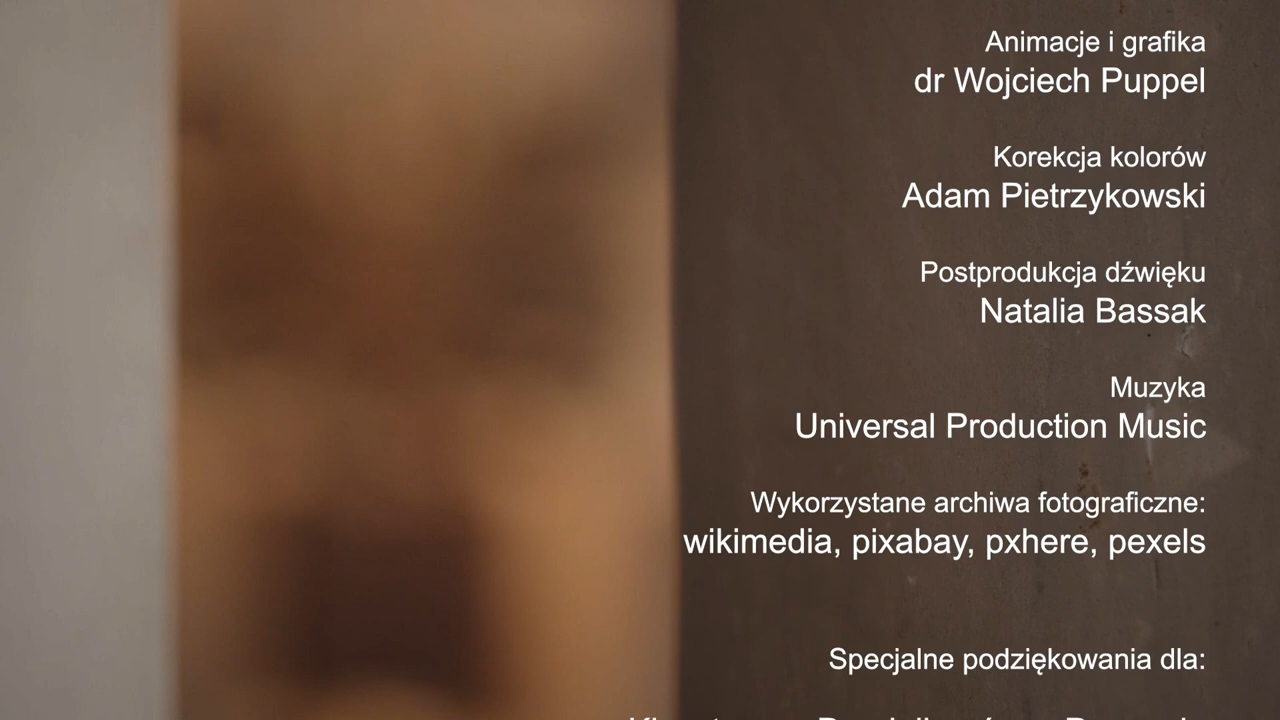 Animacje i grafika
dr Wojciech Puppel
Korekcja kolorów
Adam Pietrzykowski
Postprodukcja dźwięku
Natalia Bassak
Muzyka
Universal Production Music
Wykorzystane archiwa fotograficzne:
wikimedia, pixabay, pxhere, pexels
Specjalne podziękowania dla: